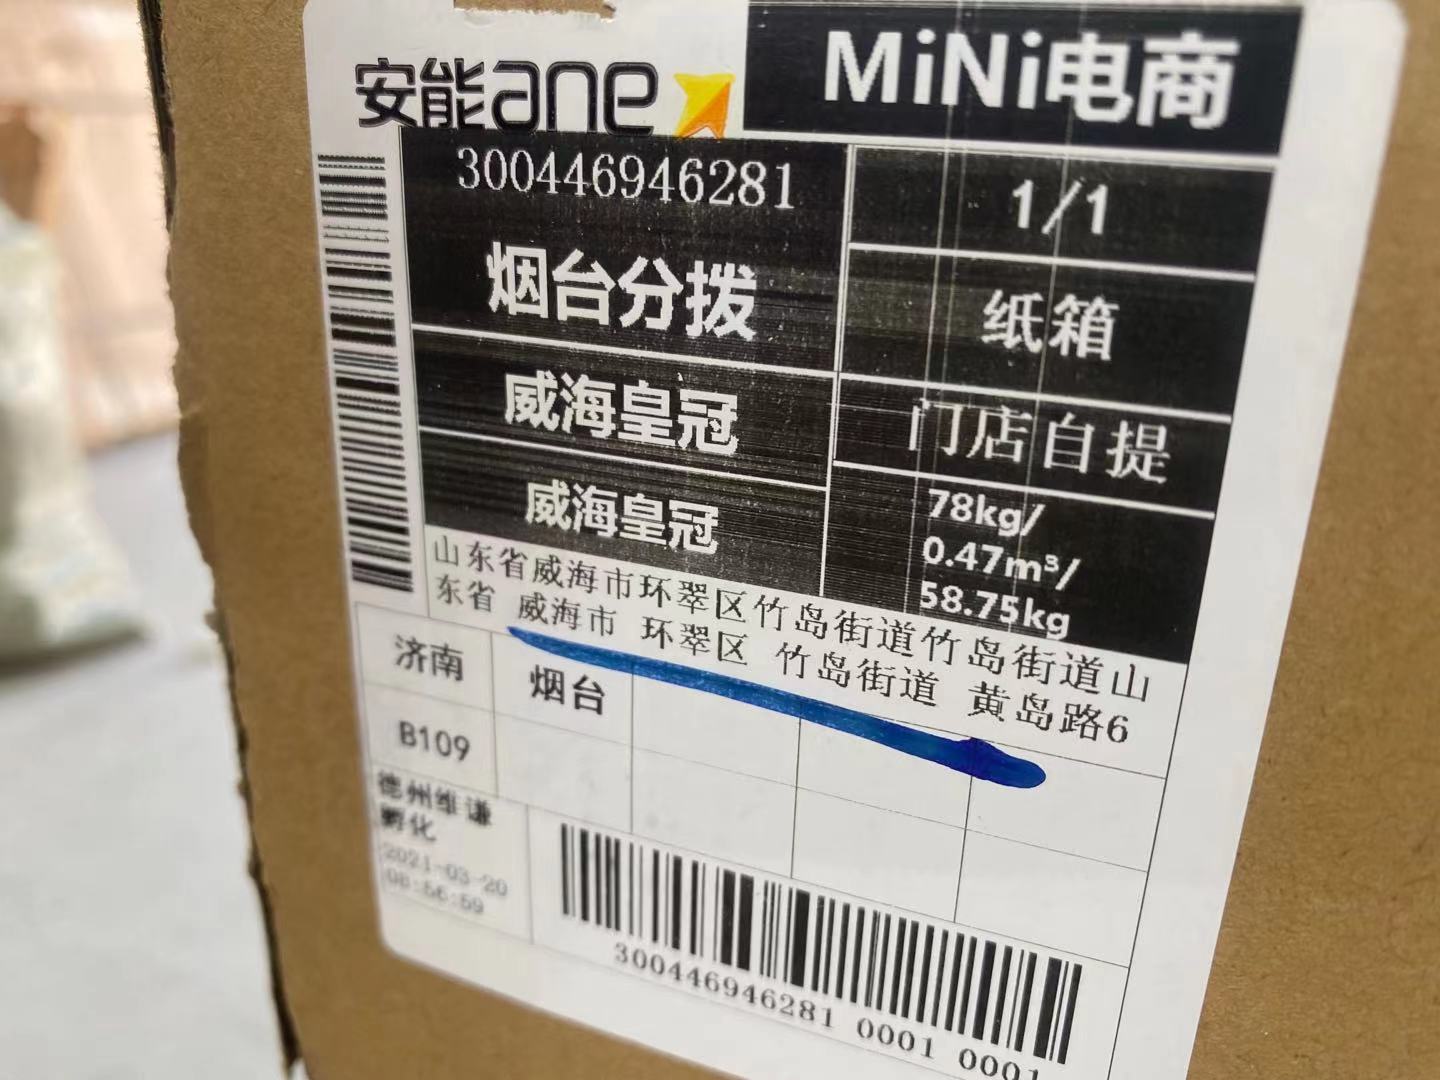 安能ane
MiNi电商
300446946281
1/1
烟台分拨
纸箱
威海皇冠
门店自提
威海皇冠
78kg/
0.47m³/
58.75kg
山东省威海市环翠区竹岛街道竹岛街道山
东省 威海市 环翠区 竹岛街道 黄岛路6
济南
烟台
B109
德州维谦
孵化
2021-03-20
08:56:59
300446946281 0001 0001